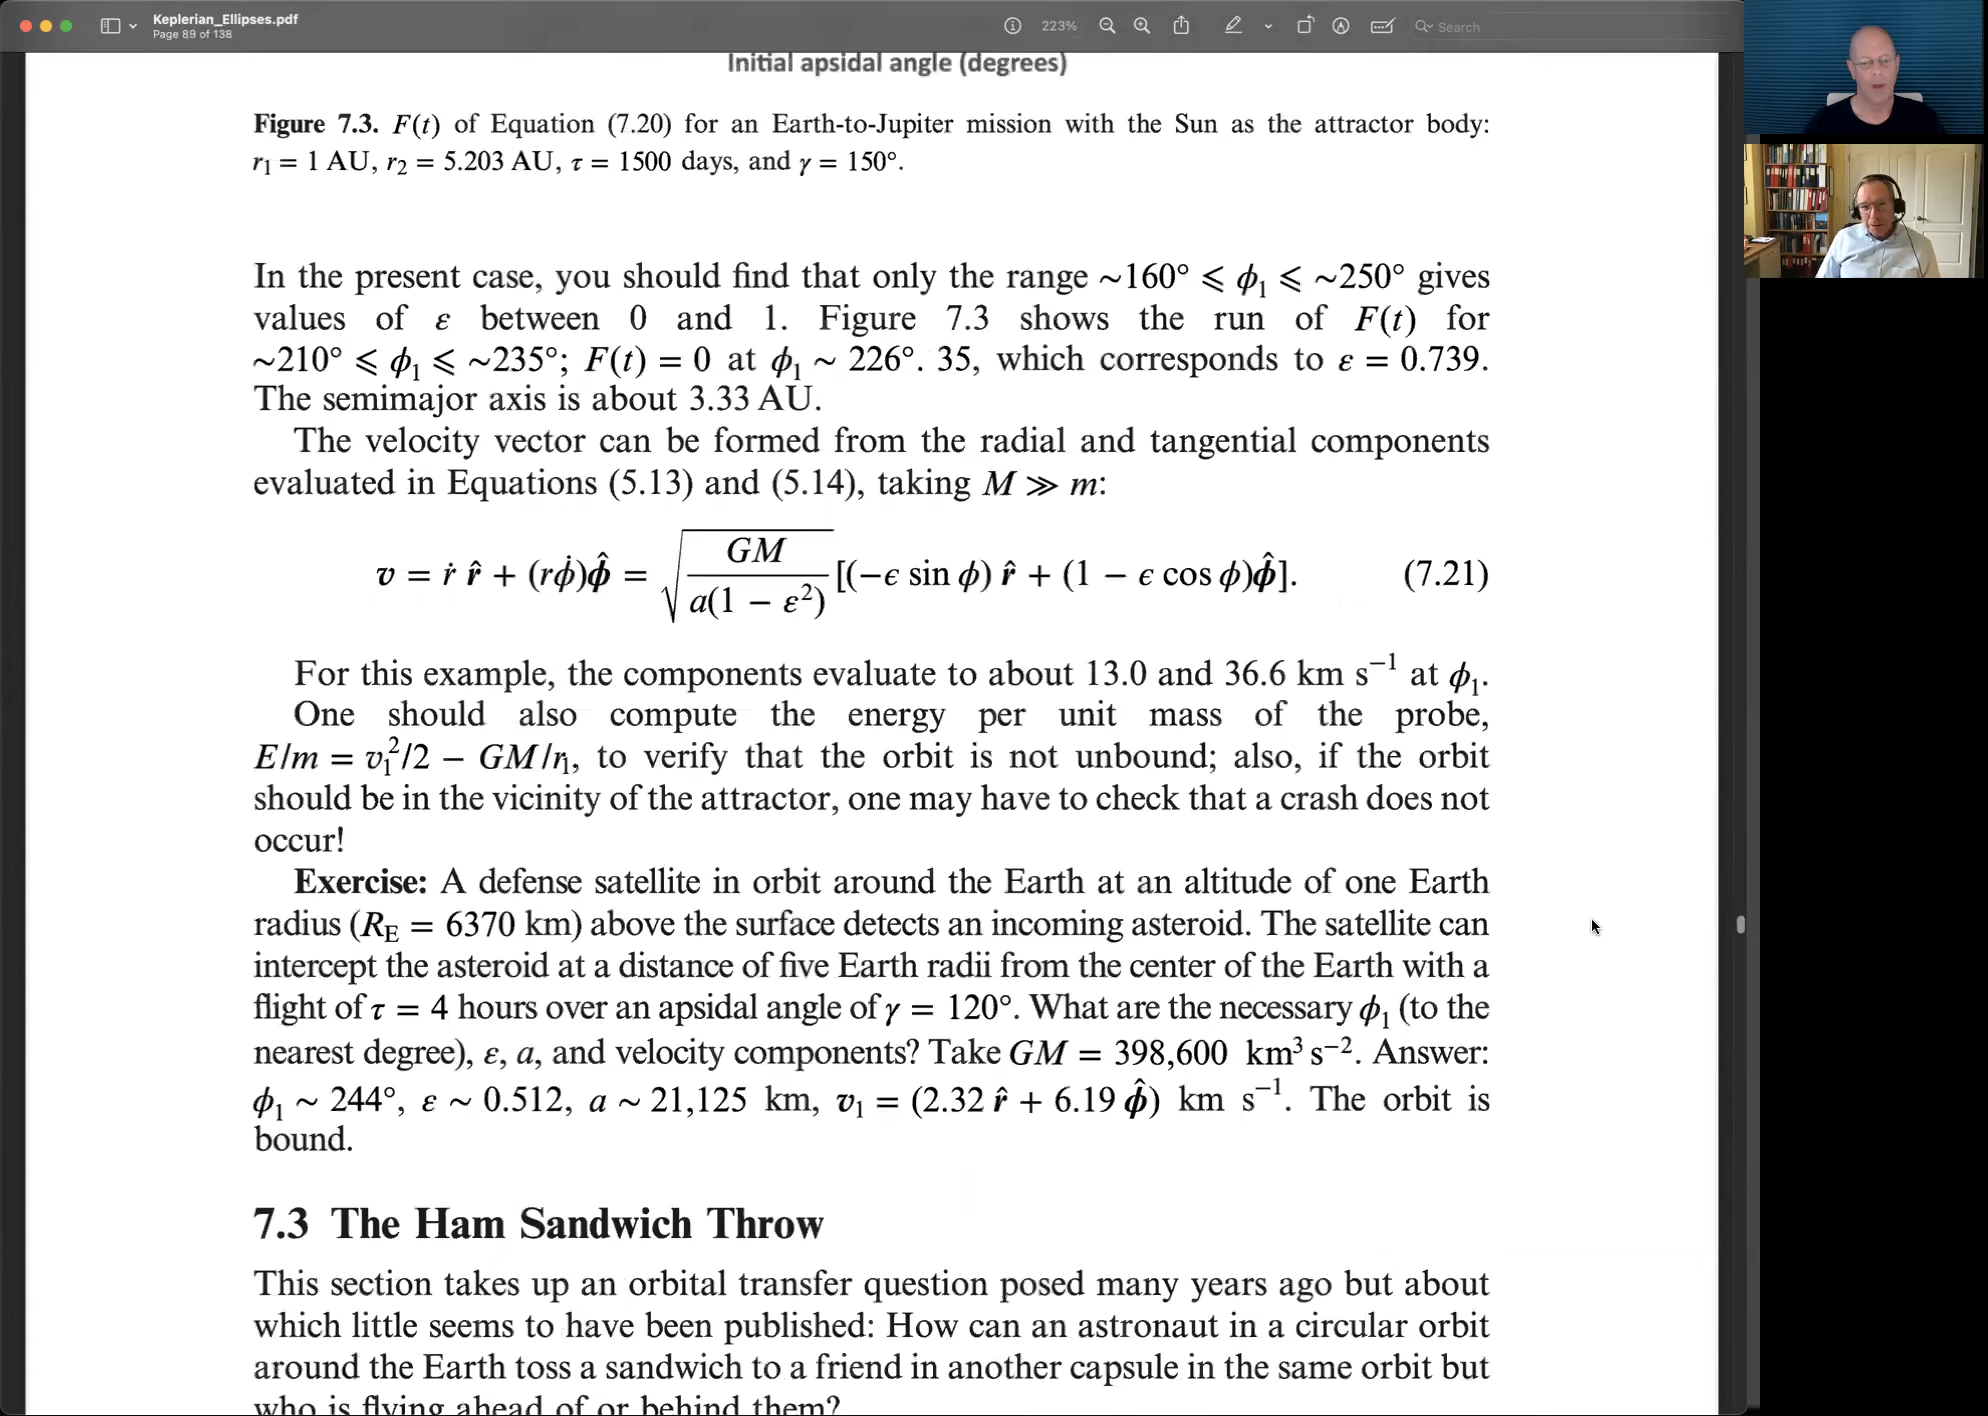 Keplerian_Ellipses.pdf
Page 89 of 138
223%
Search
Initial apsidal angle (degrees)
Figure 7.3. F(t) of Equation (7.20) for an Earth-to-Jupiter mission with the Sun as the attractor body:
r₁ = 1 AU, r₂ = 5.203 AU, τ = 1500 days, and γ = 150°.
In the present case, you should find that only the range ~160° ⩽ ϕ₁ ⩽ ~250° gives
values of ε between 0 and 1. Figure 7.3 shows the run of F(t) for
~210° ⩽ ϕ₁ ⩽ ~235°; F(t) = 0 at ϕ₁ ~ 226°. 35, which corresponds to ε = 0.739.
The semimajor axis is about 3.33 AU.
The velocity vector can be formed from the radial and tangential components
evaluated in Equations (5.13) and (5.14), taking M ≫ m:
v = ṙ r̂ + (rϕ̇)ϕ̂ = √(GM / a(1 − ε²)) [(−ϵ sin ϕ) r̂ + (1 − ϵ cos ϕ)ϕ̂]. (7.21)
For this example, the components evaluate to about 13.0 and 36.6 km s⁻¹ at ϕ₁.
One should also compute the energy per unit mass of the probe,
E/m = v₁²/2 − GM/r₁, to verify that the orbit is not unbound; also, if the orbit
should be in the vicinity of the attractor, one may have to check that a crash does not
occur!
Exercise: A defense satellite in orbit around the Earth at an altitude of one Earth
radius (R_E = 6370 km) above the surface detects an incoming asteroid. The satellite can
intercept the asteroid at a distance of five Earth radii from the center of the Earth with a
flight of τ = 4 hours over an apsidal angle of γ = 120°. What are the necessary ϕ₁ (to the
nearest degree), ε, a, and velocity components? Take GM = 398,600 km³ s⁻². Answer:
ϕ₁ ~ 244°, ε ~ 0.512, a ~ 21,125 km, v₁ = (2.32 r̂ + 6.19 ϕ̂) km s⁻¹. The orbit is
bound.
7.3 The Ham Sandwich Throw
This section takes up an orbital transfer question posed many years ago but about
which little seems to have been published: How can an astronaut in a circular orbit
around the Earth toss a sandwich to a friend in another capsule in the same orbit but
who is flying ahead of or behind them?